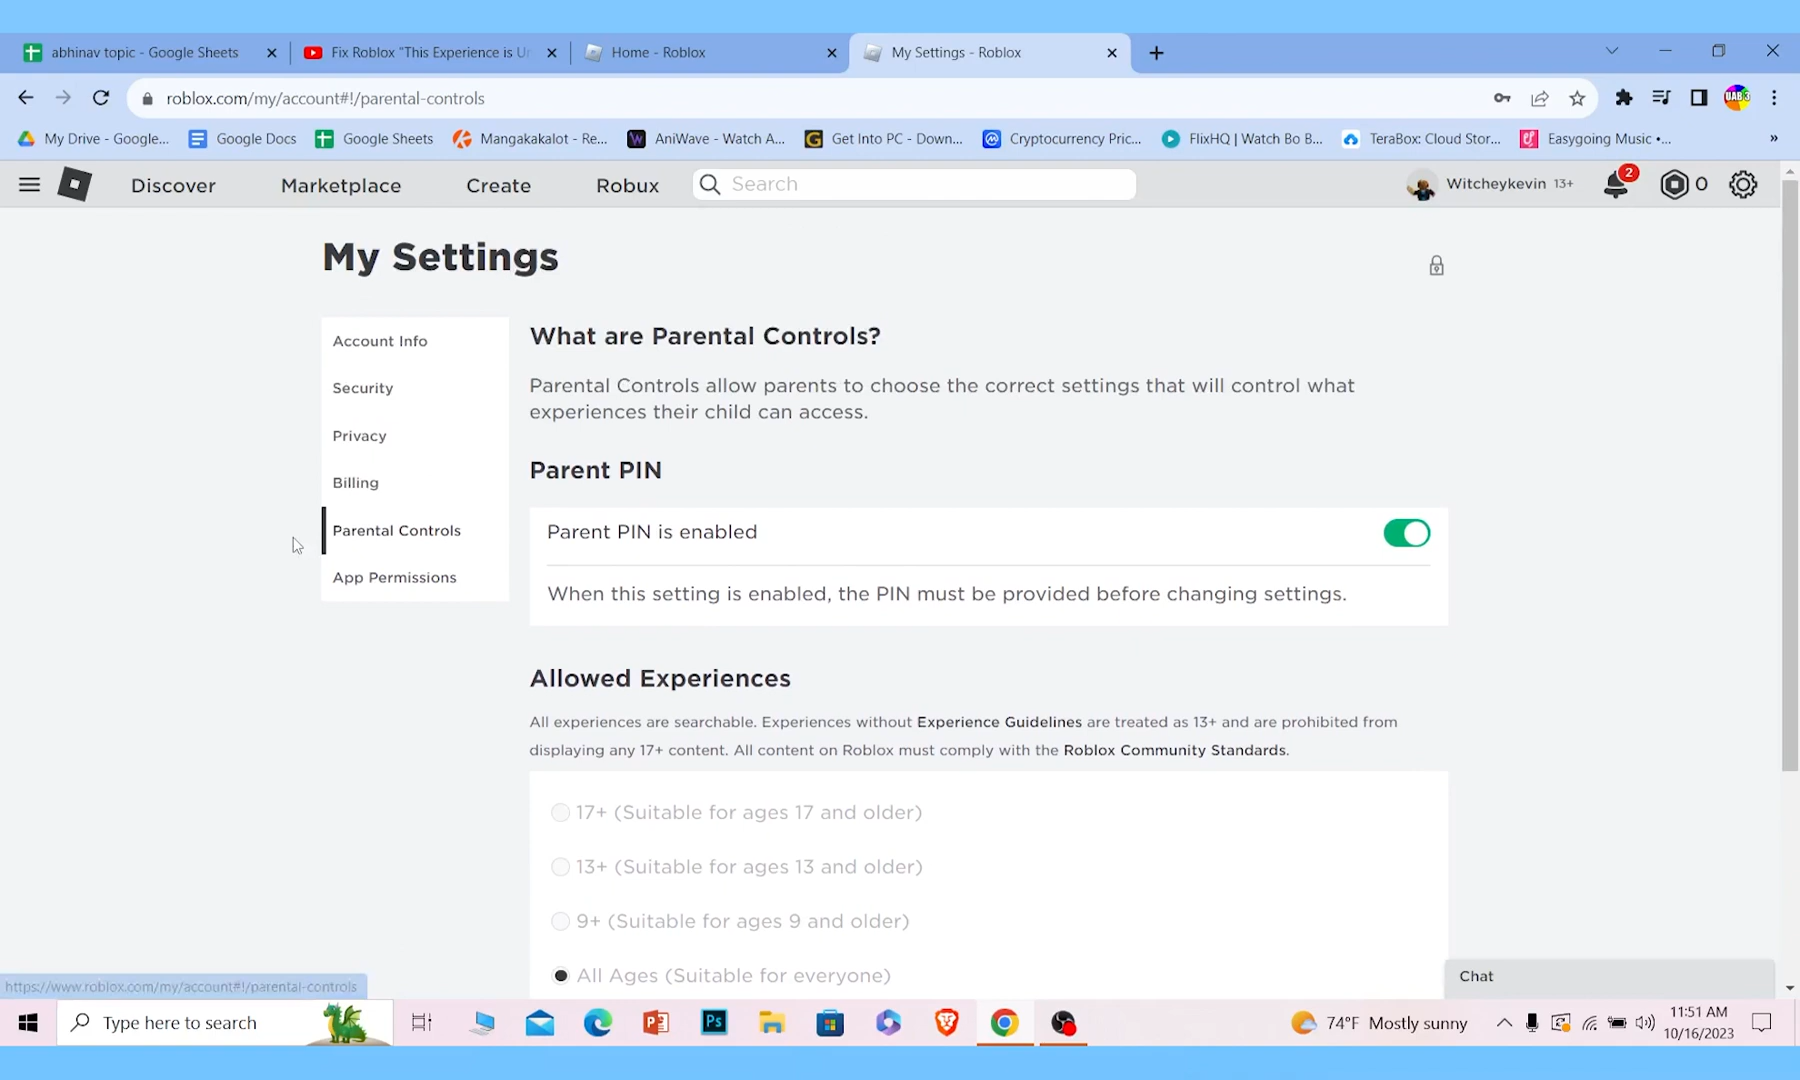 abhinav topic - Google Sheets
Fix Roblox "This Experience is Ur
Home - Roblox
My Settings - Roblox
roblox.com/my/account#!/parental-controls
My Drive - Google...
Google Docs
Google Sheets
Mangakakalot - Re...
AniWave - Watch A...
Get Into PC - Down...
Cryptocurrency Pric...
FlixHQ | Watch Bo B...
TeraBox: Cloud Stor...
Easygoing Music •...
»
Discover
Marketplace
Create
Robux
Search
Witcheykevin 13+
2
0
My Settings
Account Info
Security
Privacy
Billing
Parental Controls
App Permissions
What are Parental Controls?
Parental Controls allow parents to choose the correct settings that will control what
experiences their child can access.
Parent PIN
Parent PIN is enabled
When this setting is enabled, the PIN must be provided before changing settings.
Allowed Experiences
All experiences are searchable. Experiences without Experience Guidelines are treated as 13+ and are prohibited from
displaying any 17+ content. All content on Roblox must comply with the Roblox Community Standards.
17+ (Suitable for ages 17 and older)
13+ (Suitable for ages 13 and older)
9+ (Suitable for ages 9 and older)
All Ages (Suitable for everyone)
Chat
https://www.roblox.com/my/account#!/parental-controls
Type here to search
Ps
74°F Mostly sunny
11:51 AM
10/16/2023